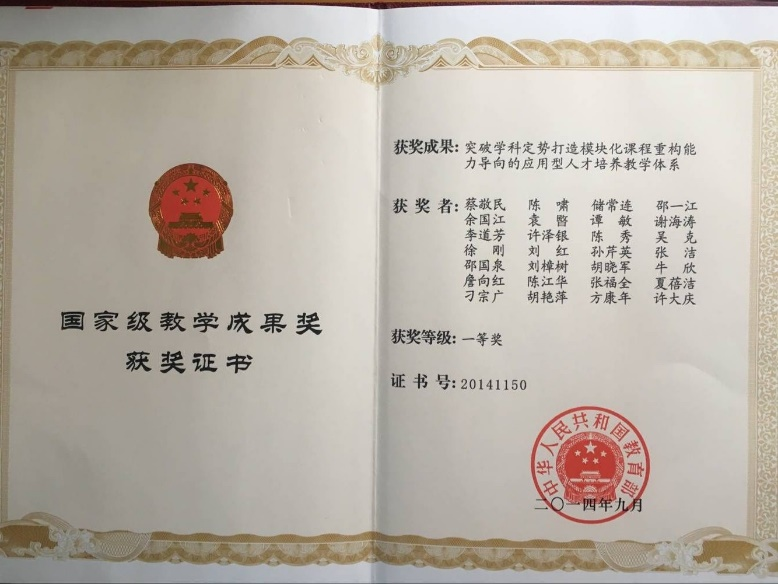 国家级教学成果奖
获奖证书
获奖成果：突破学科定势打造模块化课程重构能
力导向的应用型人才培养教学体系
获奖者：蔡敬民 陈啸 储常连 邵一江
余国江 袁暋 谭敏 谢海涛
李道芳 许泽银 陈秀 吴克
徐刚 刘红 孙芹英 张洁
邵国泉 刘樟树 胡晓军 牛欣
詹向红 陈江华 张福全 夏蓓洁
刁宗广 胡艳萍 方康年 许大庆
获奖等级：一等奖
证书号：20141150
中华人民共和国教育部
二〇一四年九月